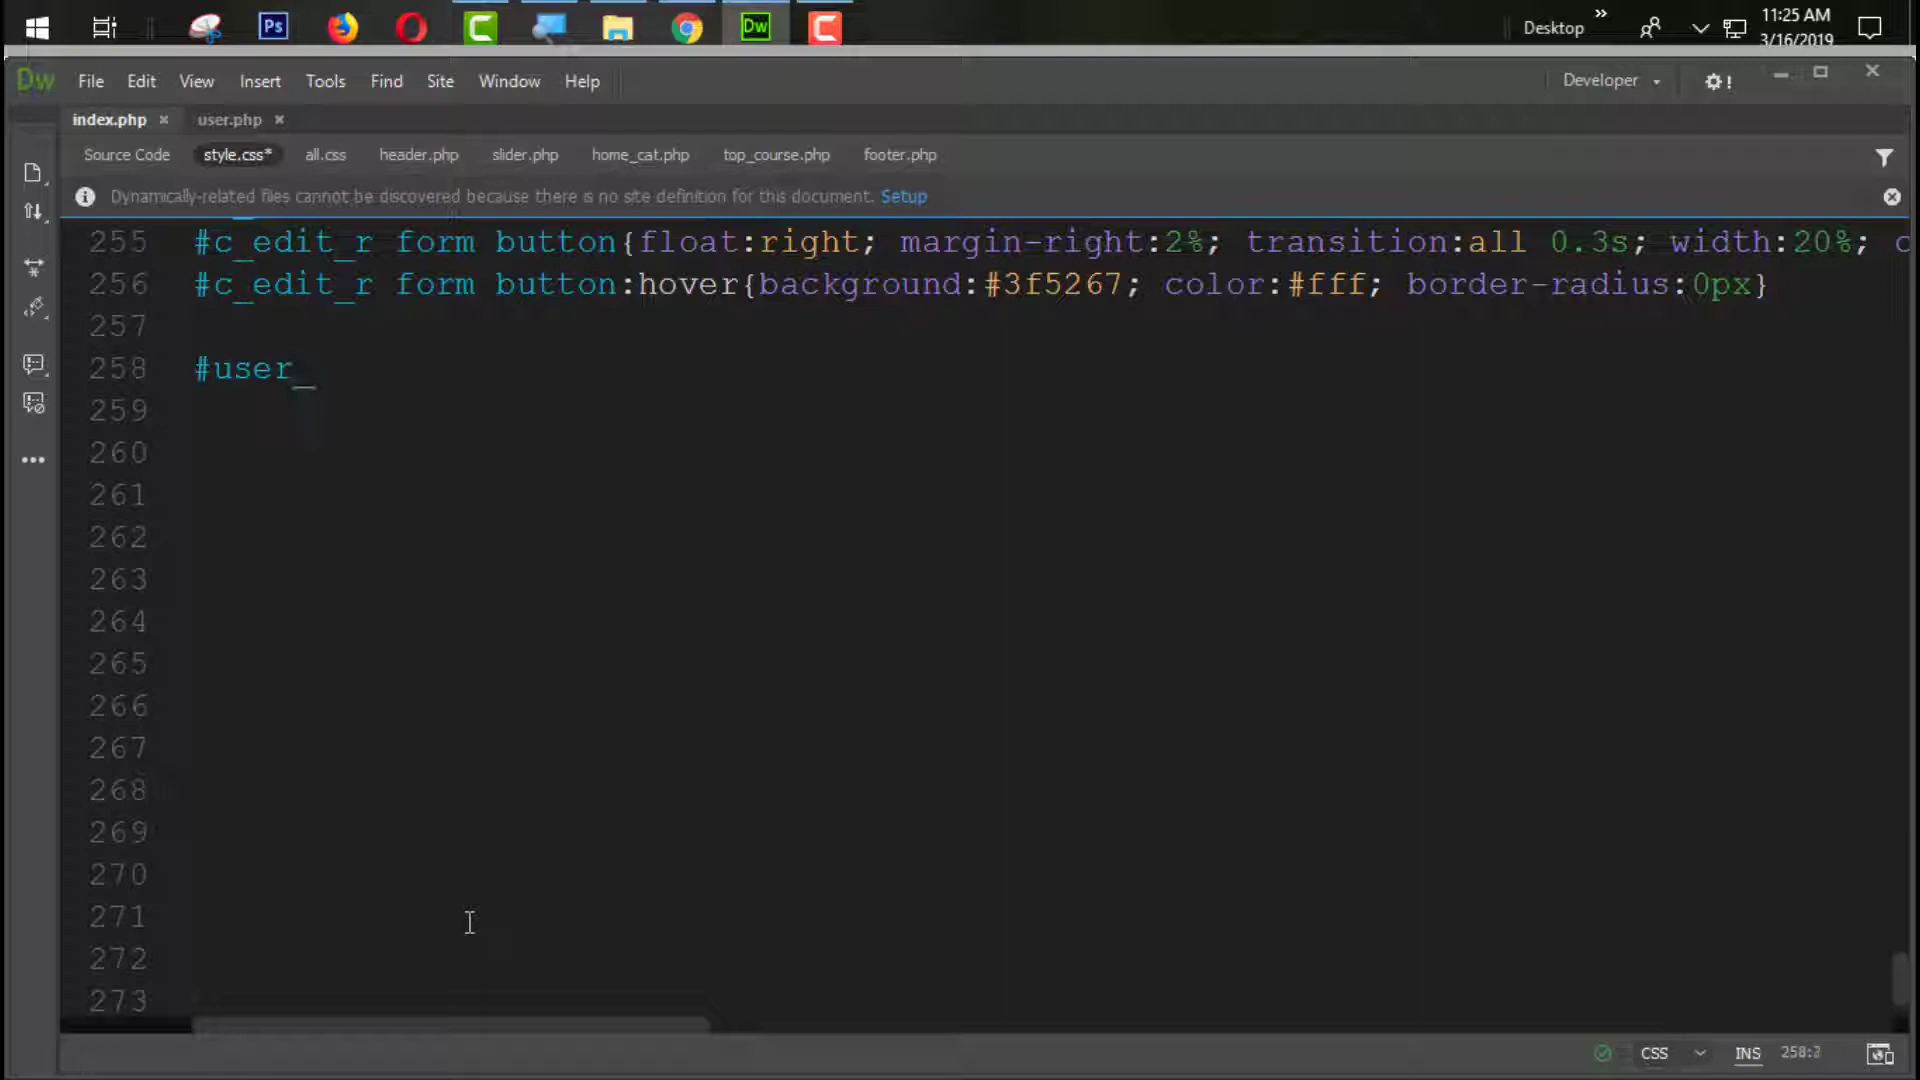 Ps
Dw
Desktop
»
11:25 AM
3/16/2019
Dw File Edit View Insert Tools Find Site Window Help
Developer
index.php × user.php ×
Source Code style.css* all.css header.php slider.php home_cat.php top_course.php footer.php
Dynamically-related files cannot be discovered because there is no site definition for this document. Setup
255 #c_edit_r form button{float:right; margin-right:2%; transition:all 0.3s; width:20%; c
256 #c_edit_r form button:hover{background:#3f5267; color:#fff; border-radius:0px}
257
258 #user_
259
260
261
262
263
264
265
266
267
268
269
270
271
272
273
CSS INS